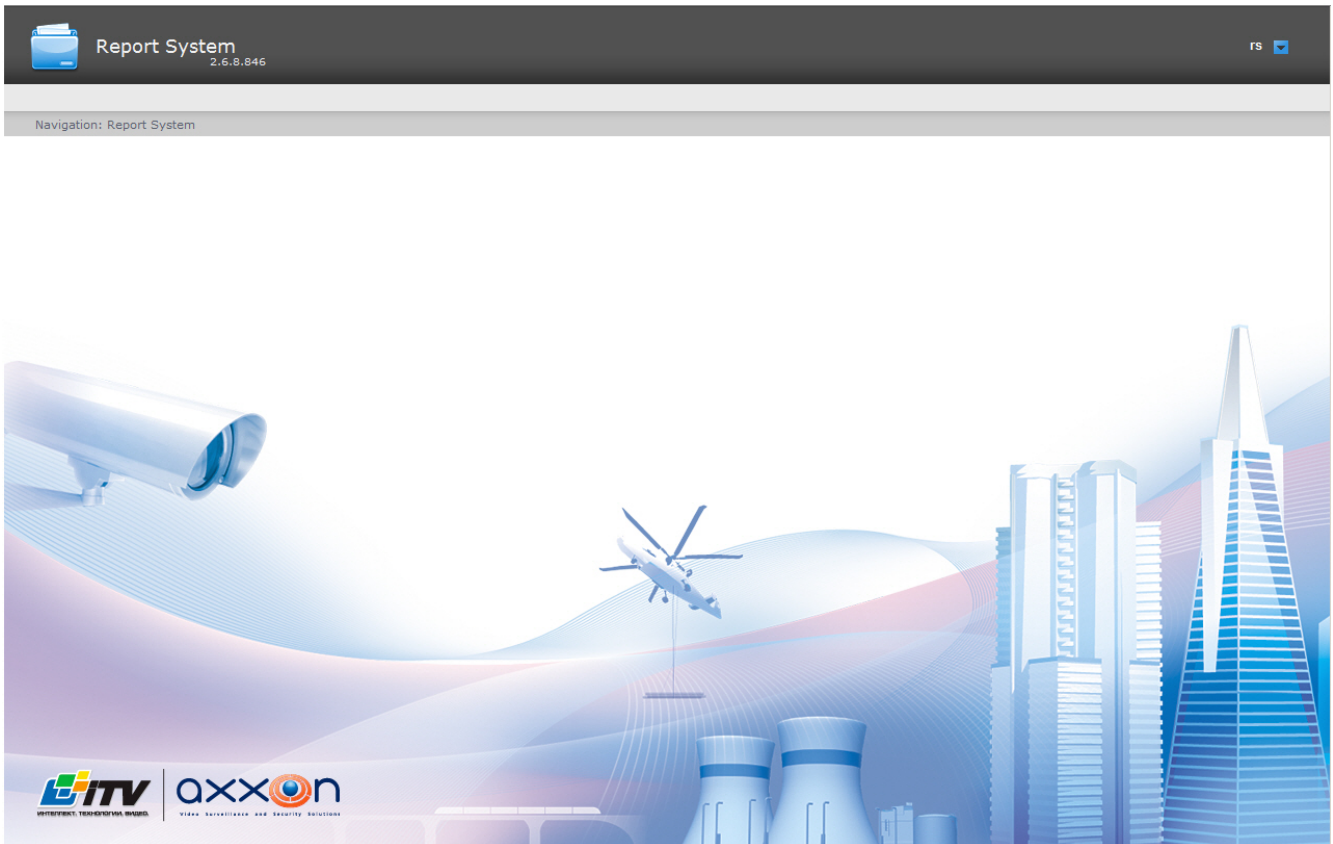 Report System
2.6.8.846
rs
Navigation: Report System
iTV
ИНТЕЛЛЕКТ. ТЕХНОЛОГИИ. ВИДЕО.
axxon
Video Surveillance and Security Solutions